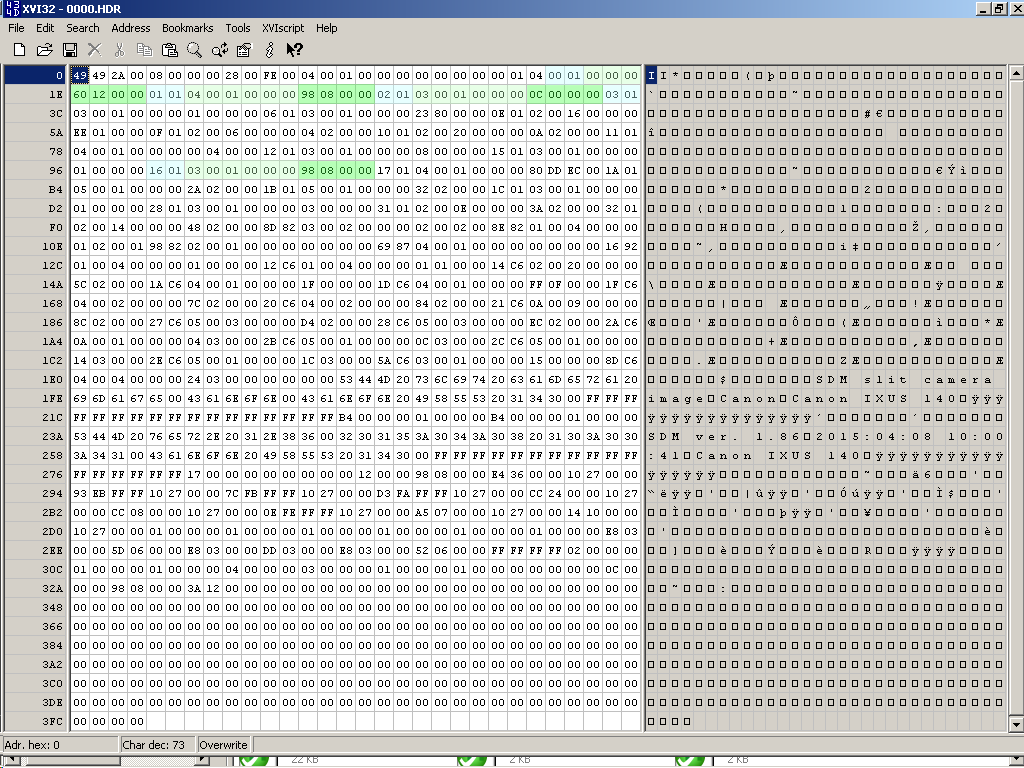 XVI32 - 0000.HDR
File Edit Search Address Bookmarks Tools XVIscript Help
0 49 49 2A 00 08 00 00 00 28 00 FE 00 04 00 01 00 00 00 00 00 00 00 00 01 04 00 01 00 00 00 II*(þ
1E 60 12 00 00 01 01 04 00 01 00 00 00 98 08 00 00 02 01 03 00 01 00 00 00 0C 00 00 00 03 01 `˜
3C 03 00 01 00 00 00 01 00 00 00 06 01 03 00 01 00 00 00 23 80 00 00 0E 01 02 00 16 00 00 00 #€
5A EE 01 00 00 0F 01 02 00 06 00 00 00 04 02 00 00 10 01 02 00 20 00 00 00 0A 02 00 00 11 01 î
78 04 00 01 00 00 00 00 04 00 00 12 01 03 00 01 00 00 00 08 00 00 00 15 01 03 00 01 00 00 00
96 01 00 00 00 16 01 03 00 01 00 00 00 98 08 00 00 17 01 04 00 01 00 00 00 80 DD EC 00 1A 01 ˜ €Ýì
B4 05 00 01 00 00 00 2A 02 00 00 1B 01 05 00 01 00 00 00 32 02 00 00 1C 01 03 00 01 00 00 00 * 2
D2 01 00 00 00 28 01 03 00 01 00 00 00 03 00 00 00 31 01 02 00 0E 00 00 00 3A 02 00 00 32 01 ( 1 : 2
F0 02 00 14 00 00 00 48 02 00 00 8D 82 03 00 02 00 00 00 02 00 02 00 8E 82 01 00 04 00 00 00 H ‚ Ž‚
10E 01 02 00 01 98 82 02 00 01 00 00 00 00 00 00 00 69 87 04 00 01 00 00 00 00 00 00 00 16 92 ˜‚ i‡ ’
12C 01 00 04 00 00 00 01 00 00 00 12 C6 01 00 04 00 00 00 01 01 00 00 14 C6 02 00 20 00 00 00 Æ Æ
14A 5C 02 00 00 1A C6 04 00 01 00 00 00 1F 00 00 00 1D C6 04 00 01 00 00 00 FF 0F 00 00 1F C6 \ Æ Æ ÿ Æ
168 04 00 02 00 00 00 7C 02 00 00 20 C6 04 00 02 00 00 00 84 02 00 00 21 C6 0A 00 09 00 00 00 | Æ „ !Æ
186 8C 02 00 00 27 C6 05 00 03 00 00 00 D4 02 00 00 28 C6 05 00 03 00 00 00 EC 02 00 00 2A C6 Œ 'Æ Ô (Æ ì *Æ
1A4 0A 00 01 00 00 00 04 03 00 00 2B C6 05 00 01 00 00 00 0C 03 00 00 2C C6 05 00 01 00 00 00 +Æ ,Æ
1C2 14 03 00 00 2E C6 05 00 01 00 00 00 1C 03 00 00 5A C6 03 00 01 00 00 00 15 00 00 00 8D C6 .Æ ZÆ Æ
1E0 04 00 04 00 00 00 24 03 00 00 00 00 00 00 53 44 4D 20 73 6C 69 74 20 63 61 6D 65 72 61 20 $ SDM slit camera
1FE 69 6D 61 67 65 00 43 61 6E 6F 6E 00 43 61 6E 6F 6E 20 49 58 55 53 20 31 34 30 00 FF FF FF image Canon Canon IXUS 140 ÿÿÿ
21C FF FF FF FF FF FF FF FF FF FF FF FF FF FF B4 00 00 00 01 00 00 00 B4 00 00 00 01 00 00 00 ÿÿÿÿÿÿÿÿÿÿÿÿÿÿ´ ´
23A 53 44 4D 20 76 65 72 2E 20 31 2E 38 36 00 32 30 31 35 3A 30 34 3A 30 38 20 31 30 3A 30 30 SDM ver. 1.86 2015:04:08 10:00
258 3A 34 31 00 43 61 6E 6F 6E 20 49 58 55 53 20 31 34 30 00 FF FF FF FF FF FF FF FF FF FF FF :41 Canon IXUS 140 ÿÿÿÿÿÿÿÿÿÿÿ
276 FF FF FF FF FF FF 17 00 00 00 00 00 00 00 00 12 00 00 00 98 08 00 00 E4 36 00 00 10 27 00 ÿÿÿÿÿÿ ˜ ä6 '
294 93 EB FF FF 10 27 00 00 7C FB FF FF 10 27 00 00 D3 FA FF FF 10 27 00 00 CC 24 00 00 10 27 “ëÿÿ ' |ûÿÿ ' Óúÿÿ ' Ì$ '
2B2 00 00 CC 08 00 00 10 27 00 00 0E FE FF FF 10 27 00 00 A5 07 00 00 10 27 00 00 14 10 00 00 Ì ' þÿÿ ' ¥ '
2D0 10 27 00 00 01 00 00 00 01 00 00 00 01 00 00 00 01 00 00 00 01 00 00 00 01 00 00 00 E8 03 ' è
2EE 00 00 5D 06 00 00 E8 03 00 00 DD 03 00 00 E8 03 00 00 52 06 00 00 FF FF FF FF 02 00 00 00 ] è Ý è R ÿÿÿÿ
30C 01 00 00 00 01 00 00 00 04 00 00 00 03 00 00 00 01 00 00 00 01 00 00 00 00 00 00 00 0C 00
32A 00 00 98 08 00 00 3A 12 00 00 00 00 00 00 00 00 00 00 00 00 00 00 00 00 00 00 00 00 00 00 ˜ :
348 00 00 00 00 00 00 00 00 00 00 00 00 00 00 00 00 00 00 00 00 00 00 00 00 00 00 00 00 00 00
366 00 00 00 00 00 00 00 00 00 00 00 00 00 00 00 00 00 00 00 00 00 00 00 00 00 00 00 00 00 00
384 00 00 00 00 00 00 00 00 00 00 00 00 00 00 00 00 00 00 00 00 00 00 00 00 00 00 00 00 00 00
3A2 00 00 00 00 00 00 00 00 00 00 00 00 00 00 00 00 00 00 00 00 00 00 00 00 00 00 00 00 00 00
3C0 00 00 00 00 00 00 00 00 00 00 00 00 00 00 00 00 00 00 00 00 00 00 00 00 00 00 00 00 00 00
3DE 00 00 00 00 00 00 00 00 00 00 00 00 00 00 00 00 00 00 00 00 00 00 00 00 00 00 00 00 00 00
3FC 00 00 00 00
Adr. hex: 0 Char dec: 73 Overwrite
22 KB 2 KB 2 KB